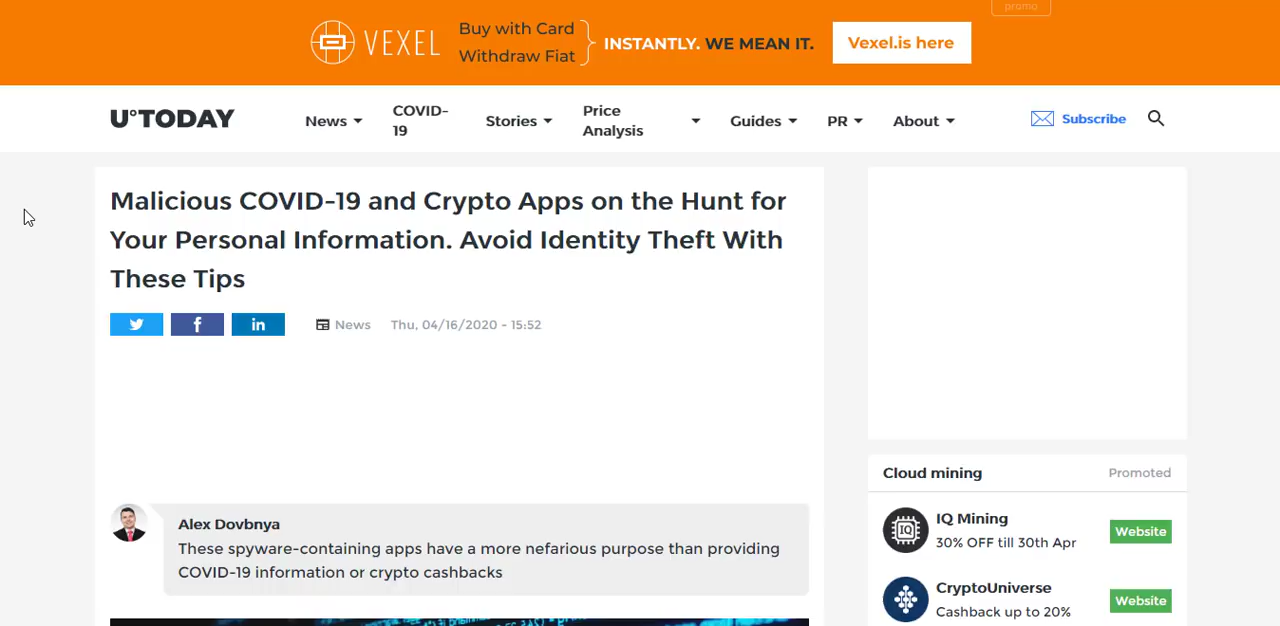 promo
VEXEL
Buy with Card
Withdraw Fiat
INSTANTLY. WE MEAN IT.
Vexel.is here
U°TODAY
News
COVID-
19
Stories
Price
Analysis
Guides
PR
About
Subscribe
Malicious COVID-19 and Crypto Apps on the Hunt for
Your Personal Information. Avoid Identity Theft With
These Tips
News
Thu, 04/16/2020 - 15:52
Alex Dovbnya
These spyware-containing apps have a more nefarious purpose than providing
COVID-19 information or crypto cashbacks
Cloud mining
Promoted
IQ
IQ Mining
30% OFF till 30th Apr
Website
CryptoUniverse
Cashback up to 20%
Website